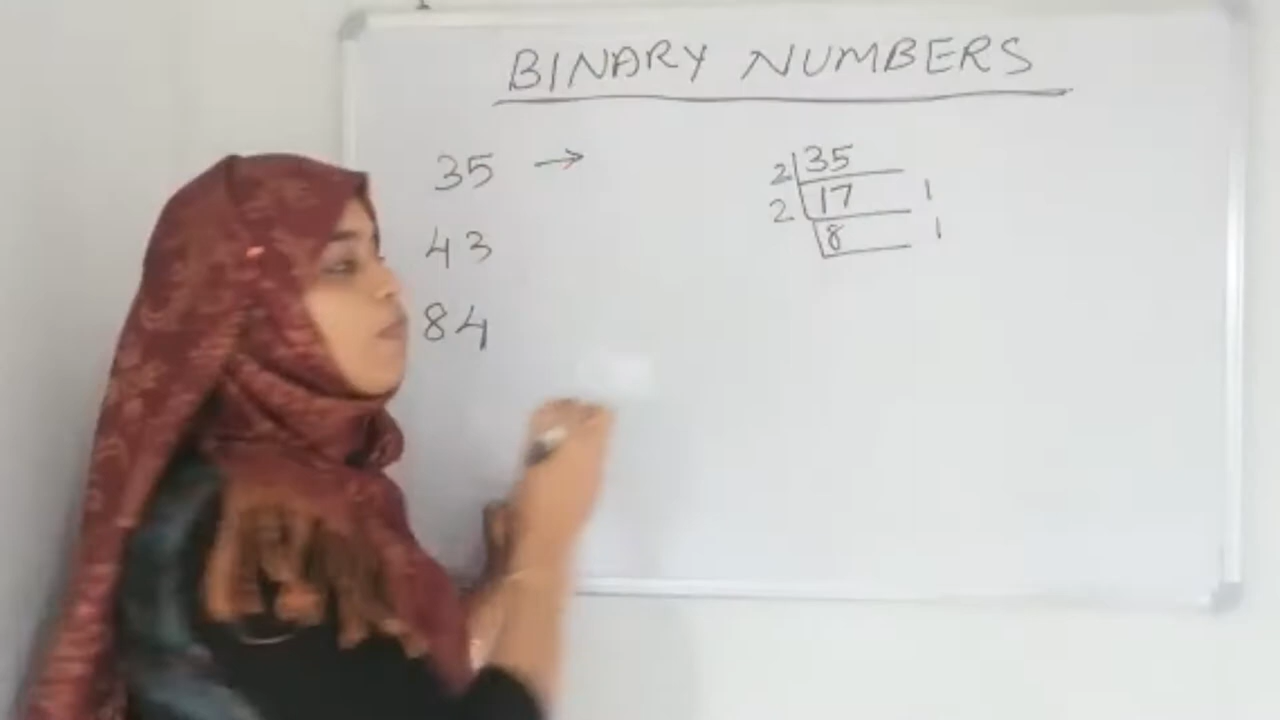 BINARY NUMBERS
35 →
43
84
2 35
2 17 1
8 1